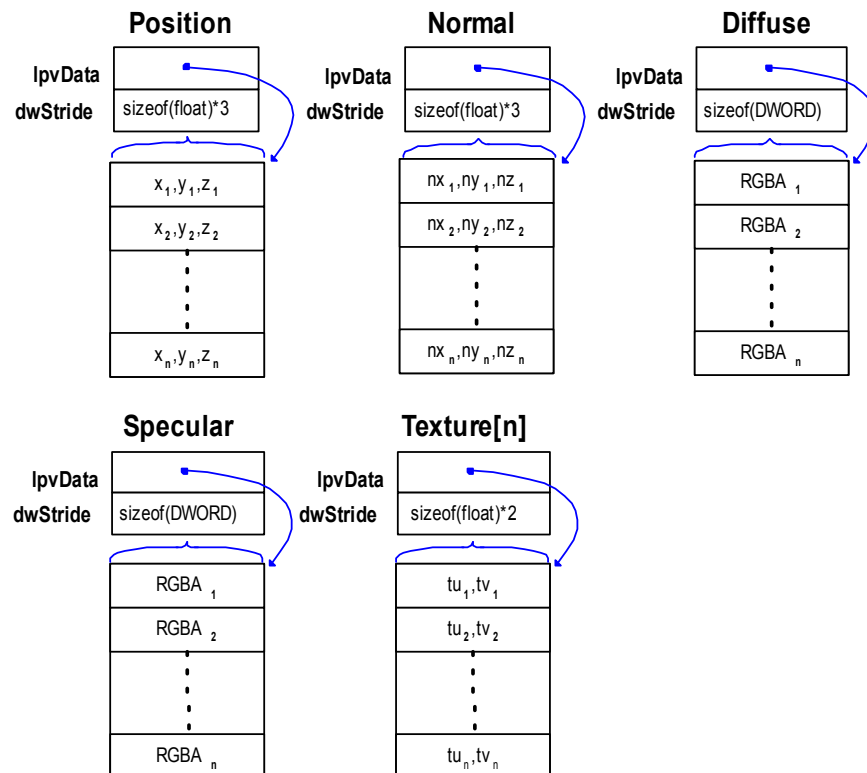 Position
lpvData
dwStride
sizeof(float)*3
x₁,y₁,z₁
x₂,y₂,z₂
xₙ,yₙ,zₙ
Normal
lpvData
dwStride
sizeof(float)*3
nx₁,ny₁,nz₁
nx₂,ny₂,nz₂
nxₙ,nyₙ,nzₙ
Diffuse
lpvData
dwStride
sizeof(DWORD)
RGBA ₁
RGBA ₂
RGBA ₙ
Specular
lpvData
dwStride
sizeof(DWORD)
RGBA ₁
RGBA ₂
RGBA ₙ
Texture[n]
lpvData
dwStride
sizeof(float)*2
tu₁,tv₁
tu₂,tv₂
tuₙ,tvₙ